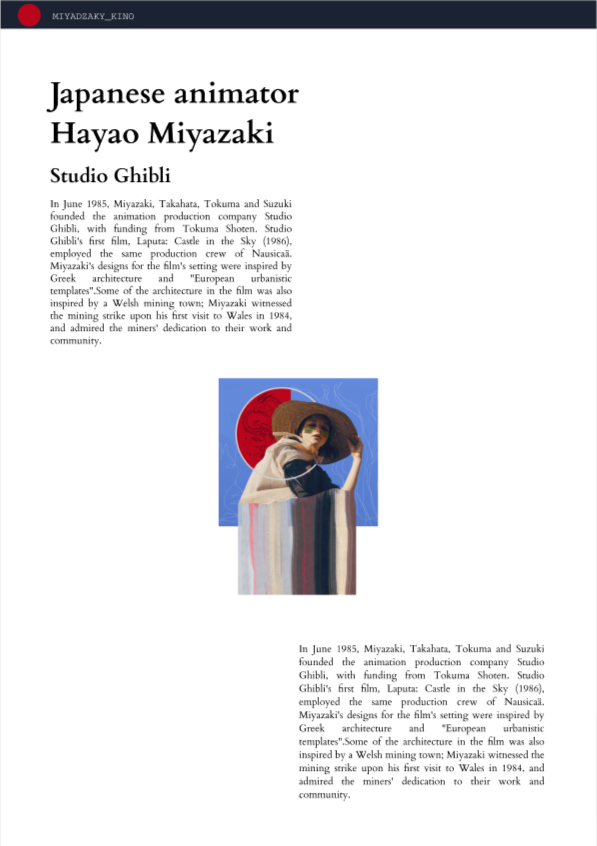 MIYADZAKY_KINO
Japanese animator
Hayao Miyazaki
Studio Ghibli
In June 1985, Miyazaki, Takahata, Tokuma and Suzuki
founded the animation production company Studio
Ghibli, with funding from Tokuma Shoten. Studio
Ghibli's first film, Laputa: Castle in the Sky (1986),
employed the same production crew of Nausicaä.
Miyazaki's designs for the film's setting were inspired by
Greek architecture and "European urbanistic
templates".Some of the architecture in the film was also
inspired by a Welsh mining town; Miyazaki witnessed
the mining strike upon his first visit to Wales in 1984,
and admired the miners' dedication to their work and
community.
In June 1985, Miyazaki, Takahata, Tokuma and Suzuki
founded the animation production company Studio
Ghibli, with funding from Tokuma Shoten. Studio
Ghibli's first film, Laputa: Castle in the Sky (1986),
employed the same production crew of Nausicaä.
Miyazaki's designs for the film's setting were inspired by
Greek architecture and "European urbanistic
templates".Some of the architecture in the film was also
inspired by a Welsh mining town; Miyazaki witnessed the
mining strike upon his first visit to Wales in 1984, and
admired the miners' dedication to their work and
community.